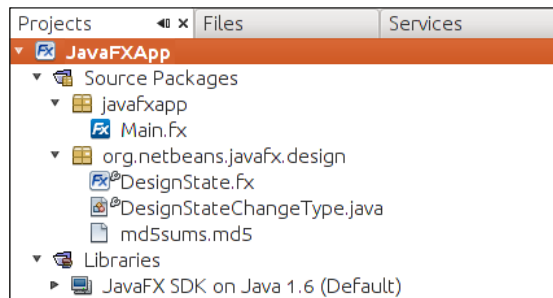 Projects Files Services
JavaFXApp
Source Packages
javafxapp
Main.fx
org.netbeans.javafx.design
DesignState.fx
DesignStateChangeType.java
md5sums.md5
Libraries
JavaFX SDK on Java 1.6 (Default)